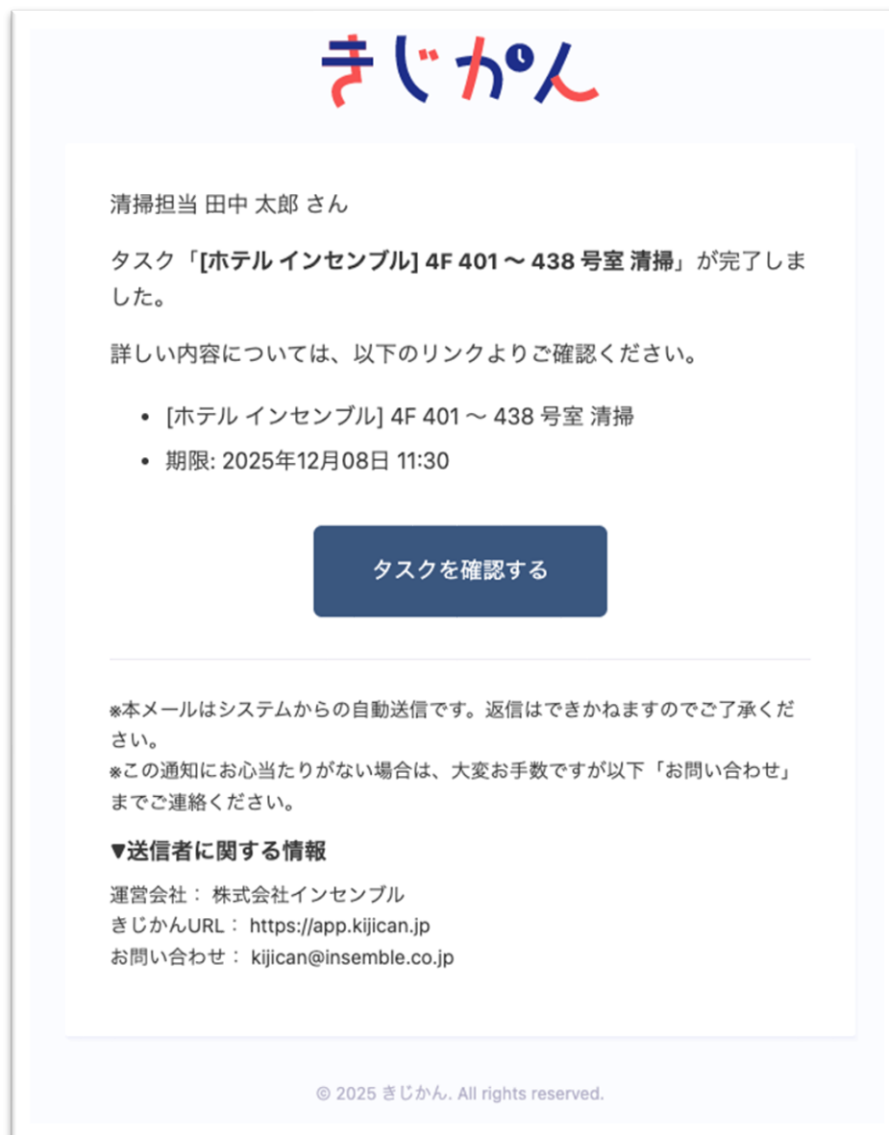 きじかん
清掃担当 田中 太郎 さん
タスク「[ホテル インセンブル] 4F 401 〜 438 号室 清掃」が完了しま
した。
詳しい内容については、以下のリンクよりご確認ください。
• [ホテル インセンブル] 4F 401 〜 438 号室 清掃
• 期限: 2025年12月08日 11:30
タスクを確認する
※本メールはシステムからの自動送信です。返信はできかねますのでご了承くだ
さい。
※この通知にお心当たりがない場合は、大変お手数ですが以下「お問い合わせ」
までご連絡ください。
▼送信者に関する情報
運営会社： 株式会社インセンブル
きじかんURL： https://app.kijican.jp
お問い合わせ： kijican@insemble.co.jp
© 2025 きじかん. All rights reserved.